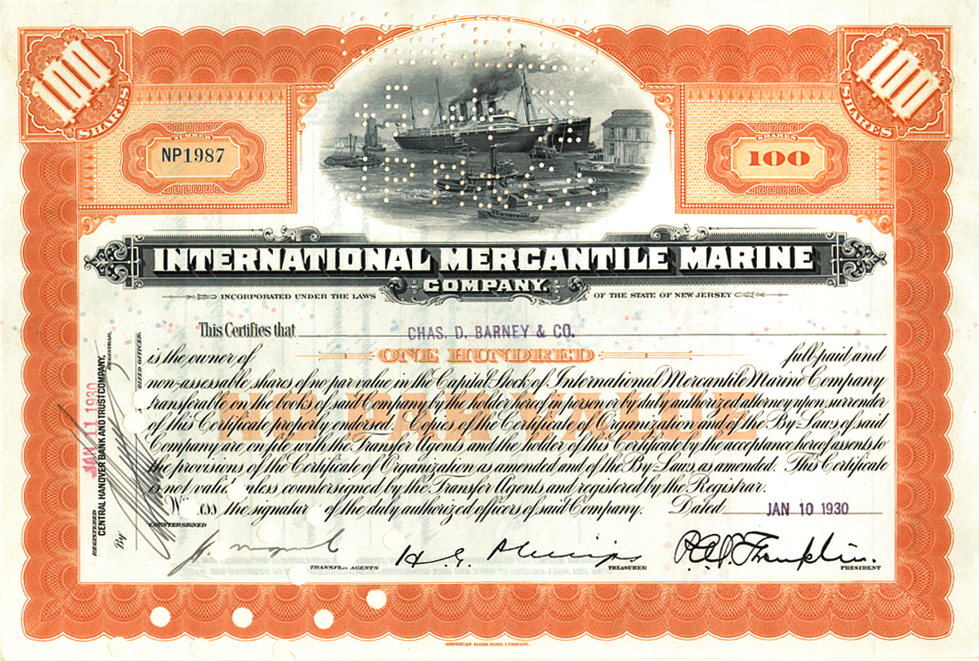 100
SHARES
100
SHARES
NUMBER
NP1987
SHARES
100
INTERNATIONAL MERCANTILE MARINE
COMPANY
INCORPORATED UNDER THE LAWS OF THE STATE OF NEW JERSEY
This Certifies that CHAS. D. BARNEY & CO.
is the owner of ONE HUNDRED full-paid and
non-assessable shares of no par value in the Capital Stock of International Mercantile Marine Company
transferable on the books of said Company by the holder hereof in person or by duly authorized attorney upon surrender
of this Certificate properly endorsed. Copies of the Certificate of Organization and of the By-Laws of said
Company are on file with the Transfer Agents and the holder of this Certificate by the acceptance hereof assents to
the provisions of the Certificate of Organization as amended and of the By-Laws, as amended. This Certificate
is not valid unless countersigned by the Transfer Agents and registered by the Registrar.
the signatures of the duly authorized officers of said Company. Dated JAN 10 1930
NO PAR VALUE
COUNTERSIGNED
TRANSFER AGENTS
H.G. Phillips
TREASURER
P.A.S. Franklin.
PRESIDENT
REGISTERED JAN 11 1930
CENTRAL HANOVER BANK AND TRUST COMPANY,
REGISTRAR,
By
AMERICAN BANK NOTE COMPANY.